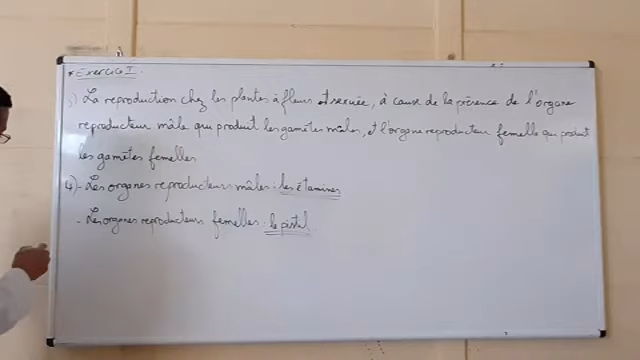 * Exercice I
) La reproduction chez les plantes à fleurs est sexuée, à cause de la présence de l'organe
reproducteur mâle qui produit les gamètes mâles, et l'organe reproducteur femelle qui produit
les gamètes femelles
4) - Les organes reproducteurs mâles : les étamines
- Les organes reproducteurs femelles : le pistil